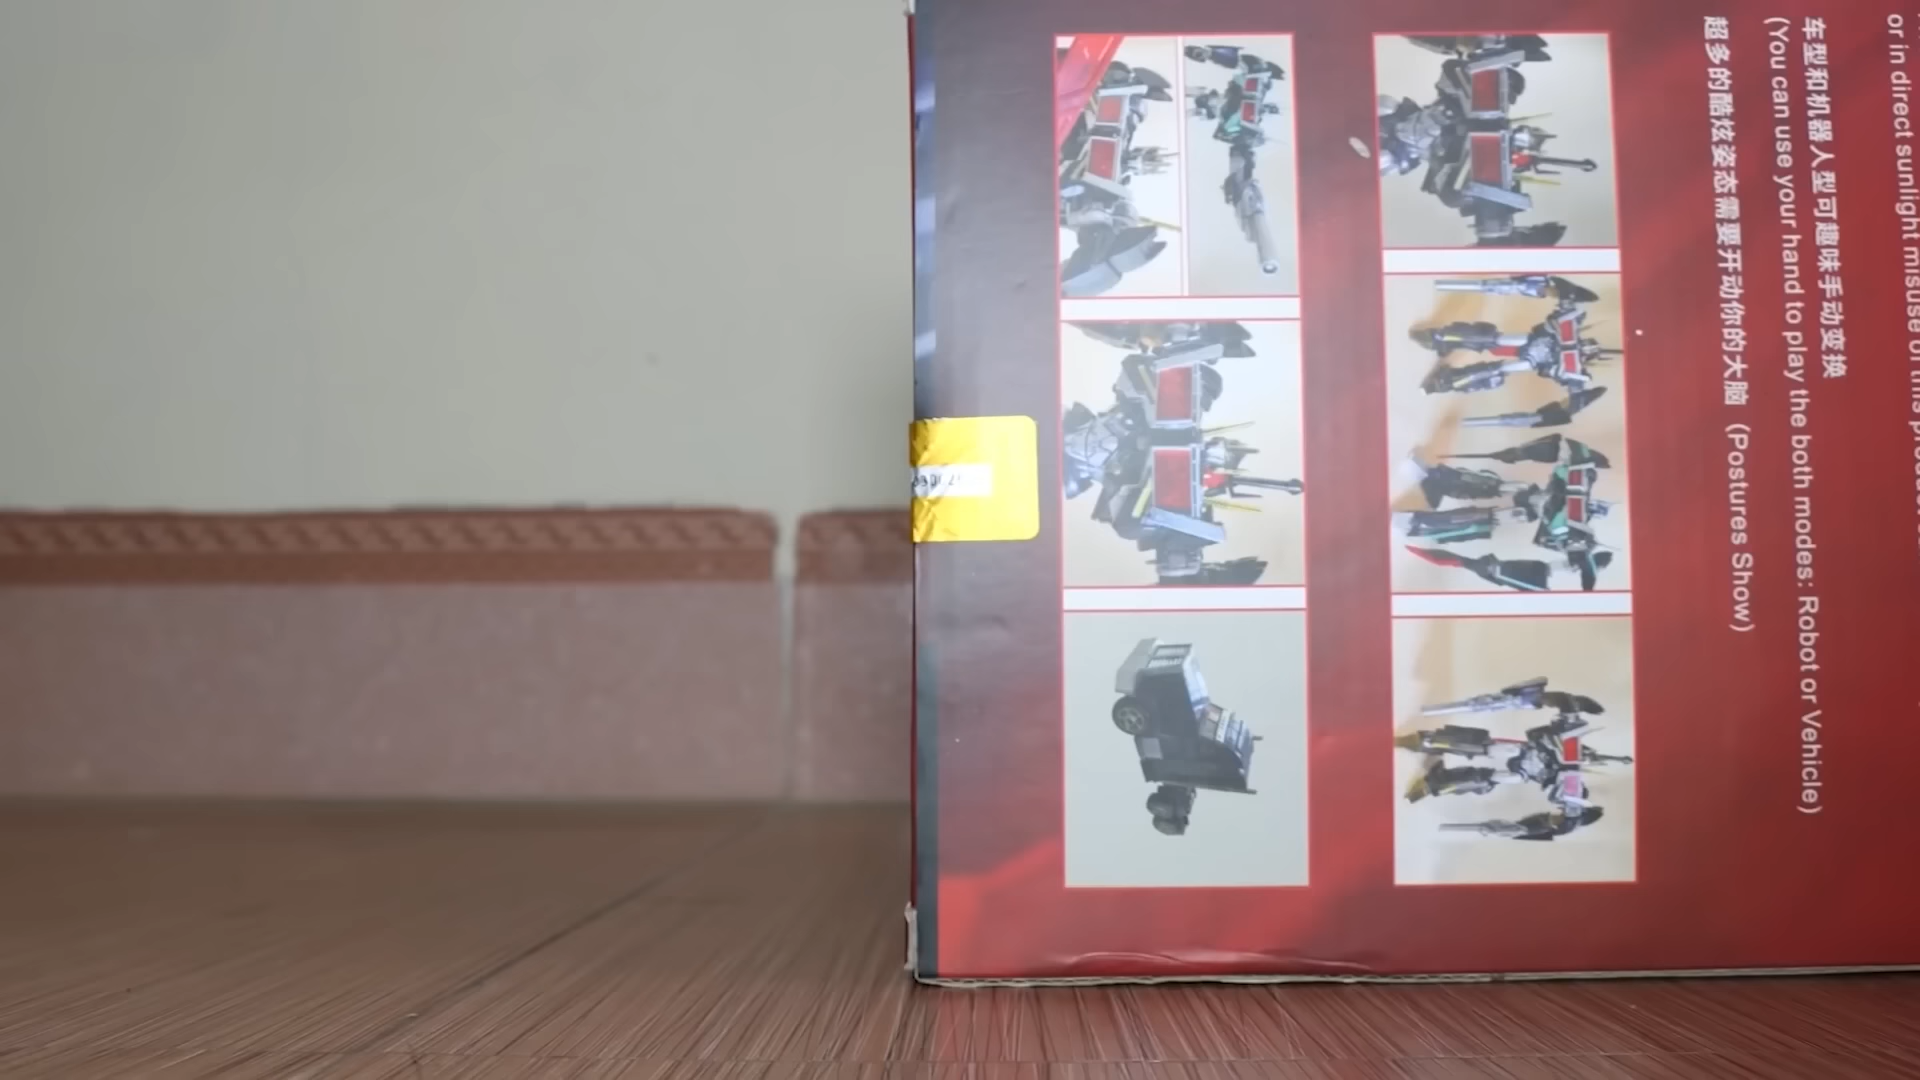 or in direct sunlight misuse of this
车型和机器人型可趣味手动变换
(You can use your hand to play the both modes: Robot or Vehicle)
超多的酷炫姿态需要开动你的大脑 (Postures Show)